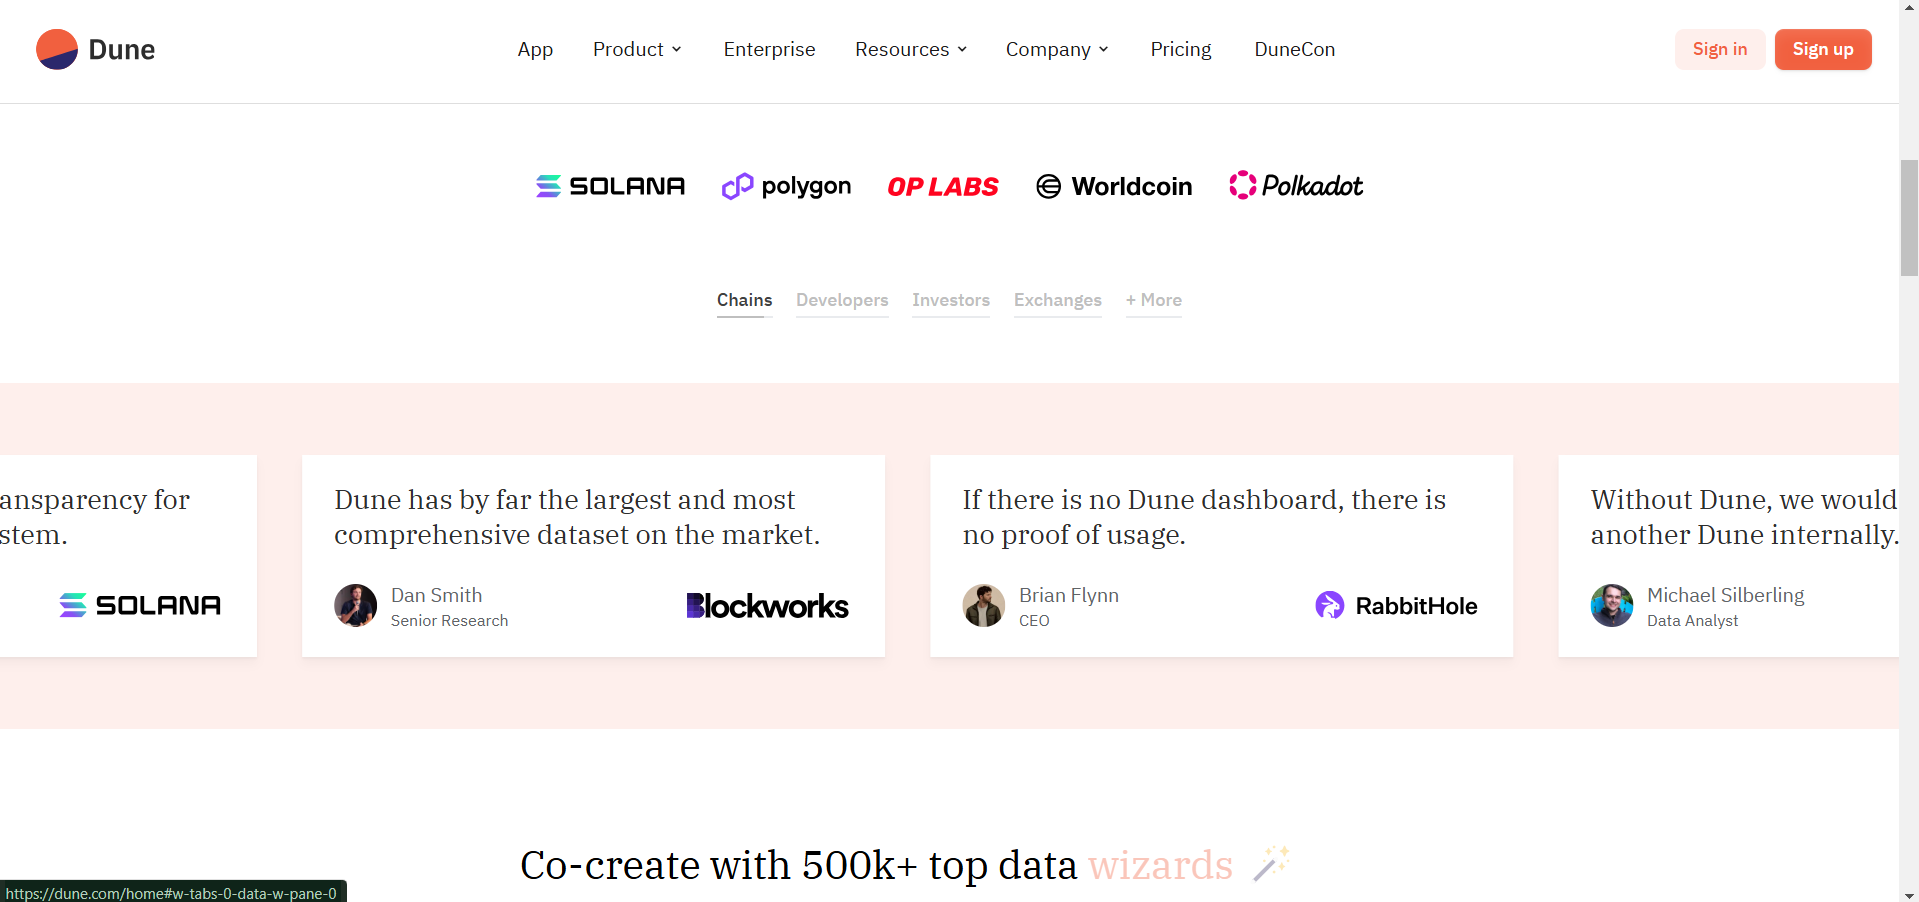 Dune
App
Product
Enterprise
Resources
Company
Pricing
DuneCon
Sign in
Sign up
SOLANA
polygon
OP LABS
Worldcoin
Polkadot
Chains
Developers
Investors
Exchanges
+ More
ansparency for
stem.
SOLANA
Dune has by far the largest and most
comprehensive dataset on the market.
Dan Smith
Senior Research
Blockworks
If there is no Dune dashboard, there is
no proof of usage.
Brian Flynn
CEO
RabbitHole
Without Dune, we would
another Dune internally.
Michael Silberling
Data Analyst
Co-create with 500k+ top data wizards
https://dune.com/home#w-tabs-0-data-w-pane-0